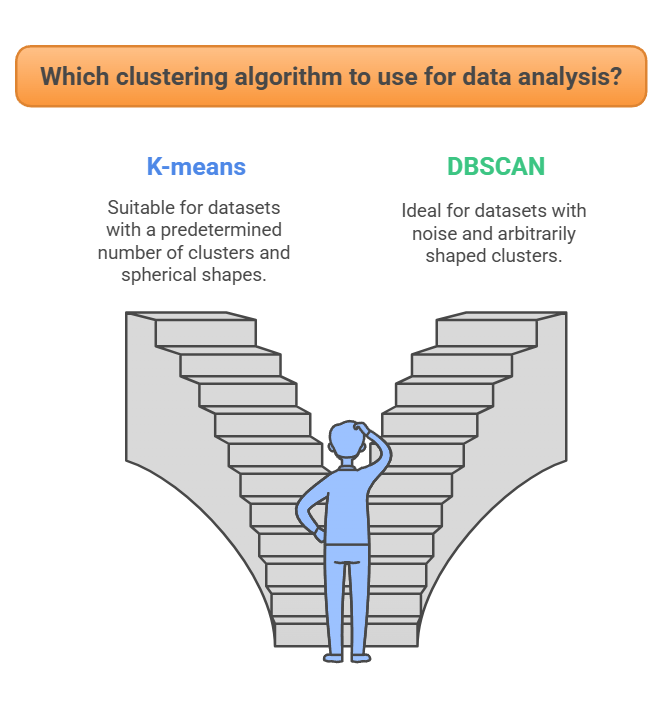 Which clustering algorithm to use for data analysis?
K-means
Suitable for datasets
with a predetermined
number of clusters and
spherical shapes.
DBSCAN
Ideal for datasets with
noise and arbitrarily
shaped clusters.